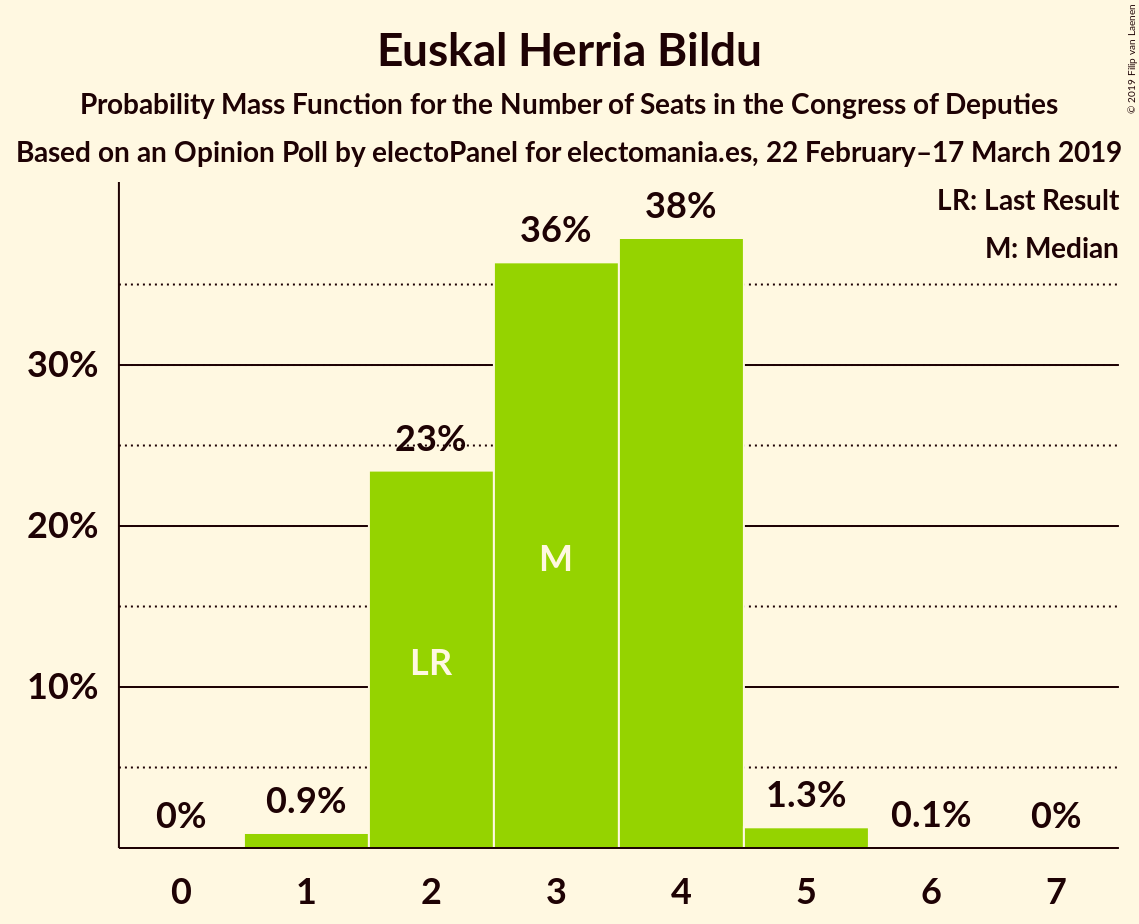 Euskal Herria Bildu
Probability Mass Function for the Number of Seats in the Congress of Deputies
Based on an Opinion Poll by electoPanel for electomania.es, 22 February–17 March 2019
© 2019 Filip van Laenen
LR: Last Result
M: Median
38%
36%
30%
23%
20%
M
LR
10%
0%
0.9%
1.3%
0.1%
0%
0 1 2 3 4 5 6 7